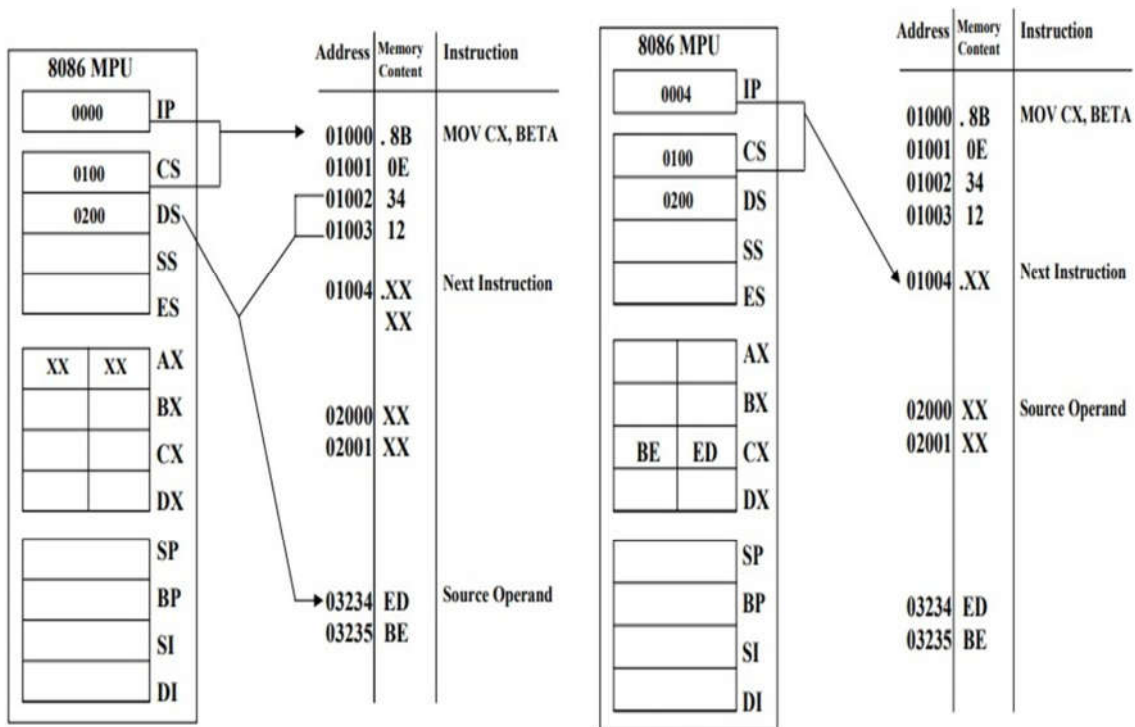 8086 MPU
0000 IP
0100 CS
0200 DS
SS
ES
XX XX AX
BX
CX
DX
SP
BP
SI
DI
Address Memory Content Instruction
01000 . 8B MOV CX, BETA
01001 0E
01002 34
01003 12
01004 .XX Next Instruction
XX
02000 XX
02001 XX
03234 ED Source Operand
03235 BE
8086 MPU
0004 IP
0100 CS
0200 DS
SS
ES
AX
BX
BE ED CX
DX
SP
BP
SI
DI
Address Memory Content Instruction
01000 . 8B MOV CX, BETA
01001 0E
01002 34
01003 12
01004 .XX Next Instruction
02000 XX Source Operand
02001 XX
03234 ED
03235 BE